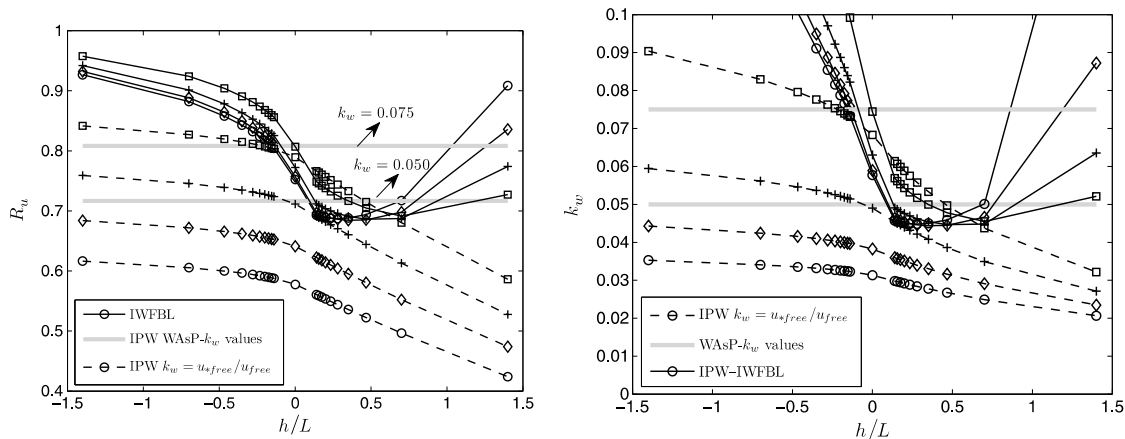 1
0.9
0.8
0.7
0.6
0.5
0.4
R_u
k_w = 0.075
k_w = 0.050
IWFBL
IPW WAsP-k_w values
IPW k_w = u_{*free}/u_{free}
−1.5 −1 −0.5 0 0.5 1 1.5
h/L
0.1
0.09
0.08
0.07
0.06
0.05
0.04
0.03
0.02
0.01
0
k_w
IPW k_w = u_{*free}/u_{free}
WAsP-k_w values
IPW−IWFBL
−1.5 −1 −0.5 0 0.5 1 1.5
h/L